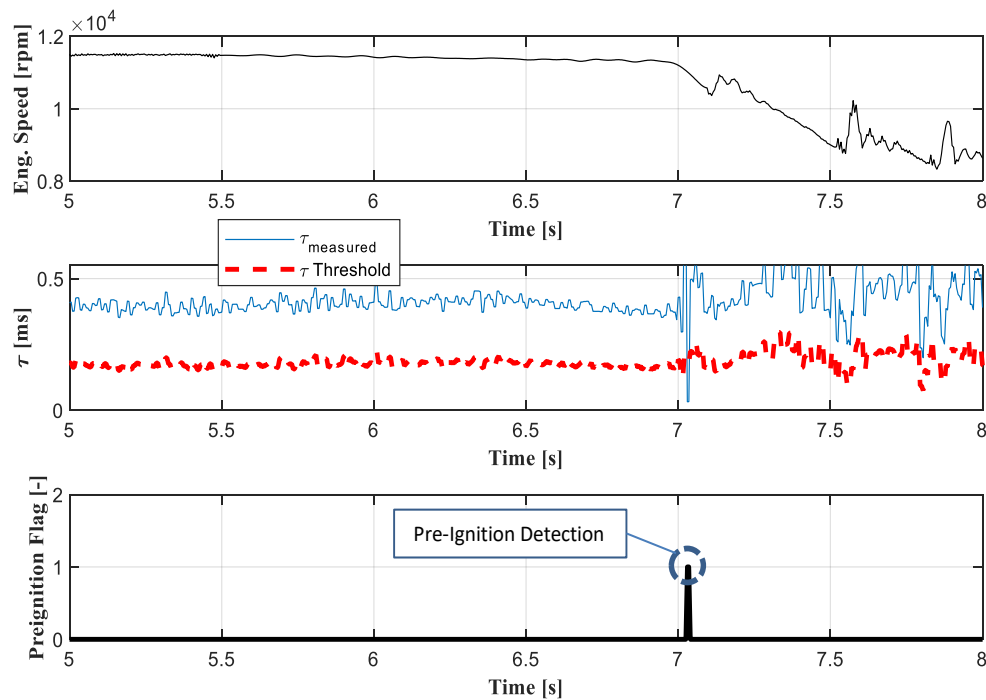 ×10⁴
1.2
1
0.8
Eng. Speed [rpm]
5 5.5 6 6.5 7 7.5 8
Time [s]
τmeasured
τ Threshold
0.5
0
τ [ms]
5 5.5 6 6.5 7 7.5 8
Time [s]
2
1
0
Preignition Flag [-]
Pre-Ignition Detection
5 5.5 6 6.5 7 7.5 8
Time [s]